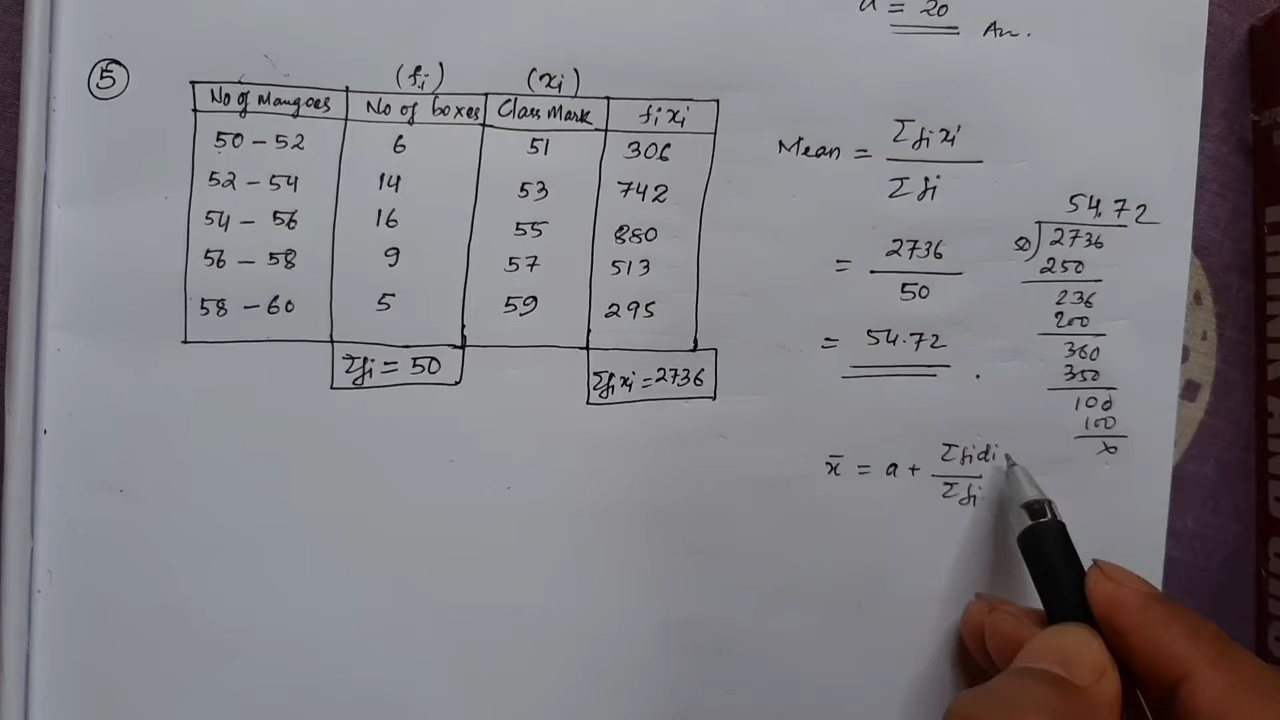 a = 20
An.
5
(fi) (xi)
No of Mangoes No of boxes Class Mark fixi
50 - 52 6 51 306
52 - 54 14 53 742
54 - 56 16 55 880
56 - 58 9 57 513
58 - 60 5 59 295
Σfi = 50 Σfixi = 2736
Mean = Σfixi / Σfi
= 2736 / 50
= 54.72
54.72
50 ) 2736
250
236
200
360
350
100
100
x
x̄ = a + Σfidi / Σfi